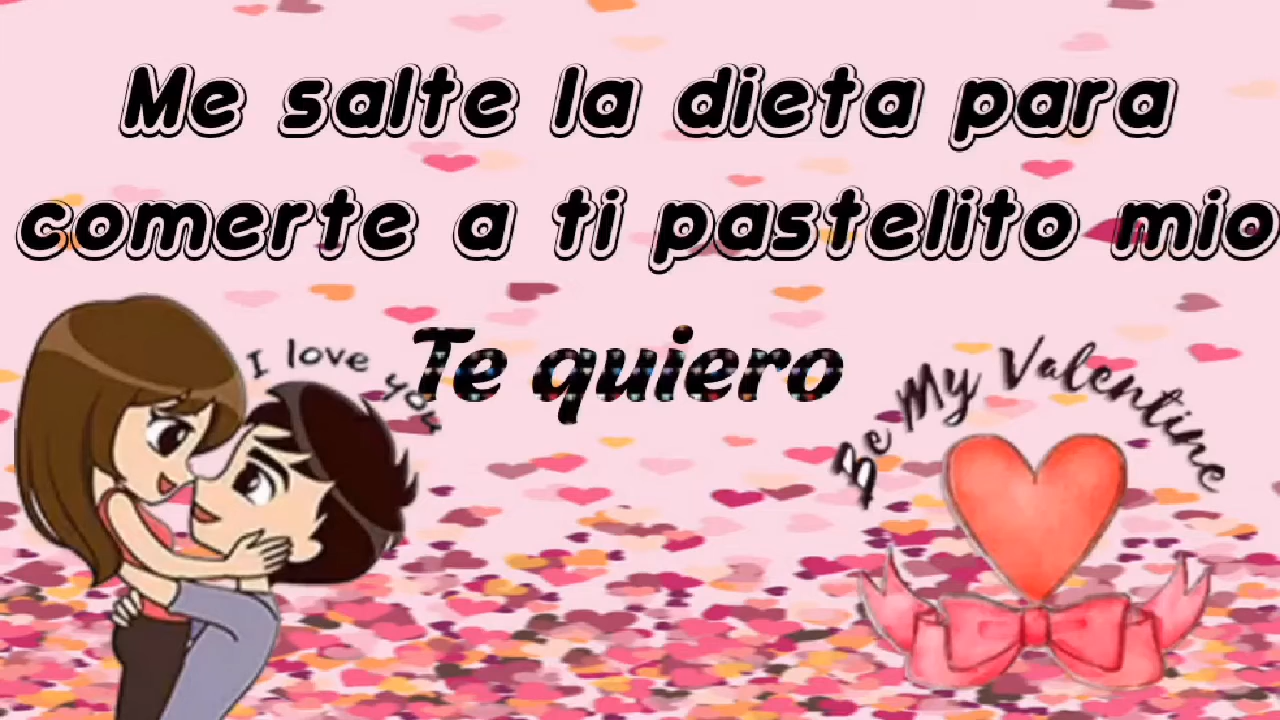 Me salte la dieta para
comerte a ti pastelito mio
Te quiero
I love you
Be My Valentine